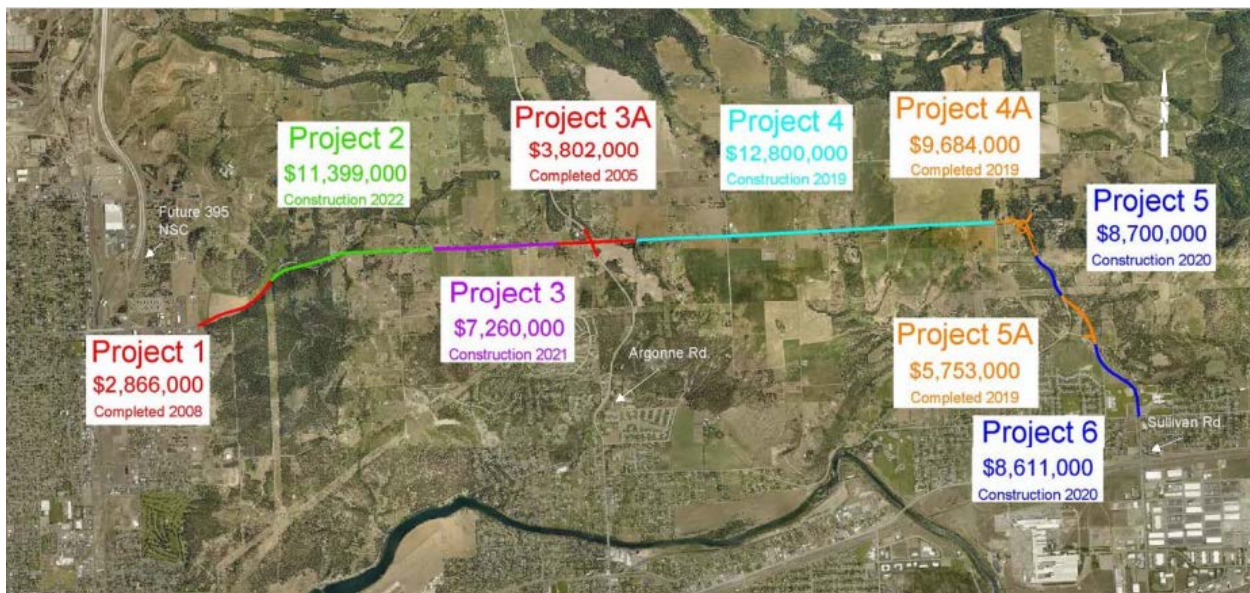 Project 1
$2,866,000
Completed 2008
Future 395
NSC
Project 2
$11,399,000
Construction 2022
Project 3
$7,260,000
Construction 2021
Project 3A
$3,802,000
Completed 2005
Argonne Rd.
Project 4
$12,800,000
Construction 2019
Project 4A
$9,684,000
Completed 2019
Project 5
$8,700,000
Construction 2020
Project 5A
$5,753,000
Completed 2019
Project 6
$8,611,000
Construction 2020
Sullivan Rd.